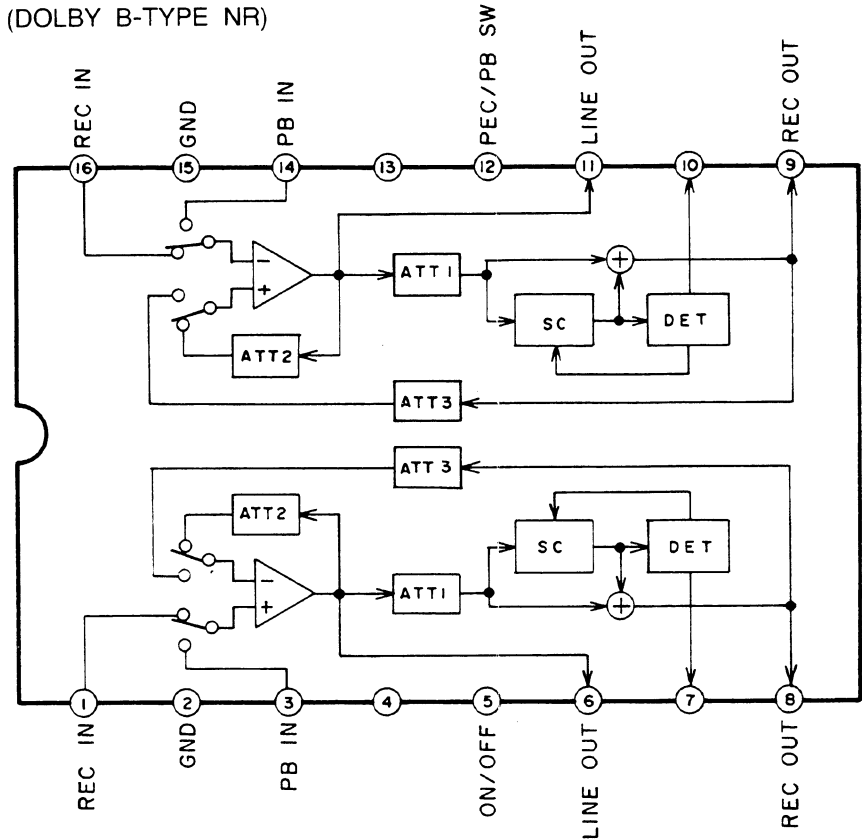 (DOLBY B-TYPE NR)
REC IN
GND
PB IN
PEC/PB SW
LINE OUT
REC OUT
16
15
14
13
12
11
10
9
−
+
ATT 1
+
SC
DET
ATT2
ATT3
ATT 3
ATT2
SC
DET
−
+
ATT1
+
1
2
3
4
5
6
7
8
REC IN
GND
PB IN
ON/OFF
LINE OUT
REC OUT